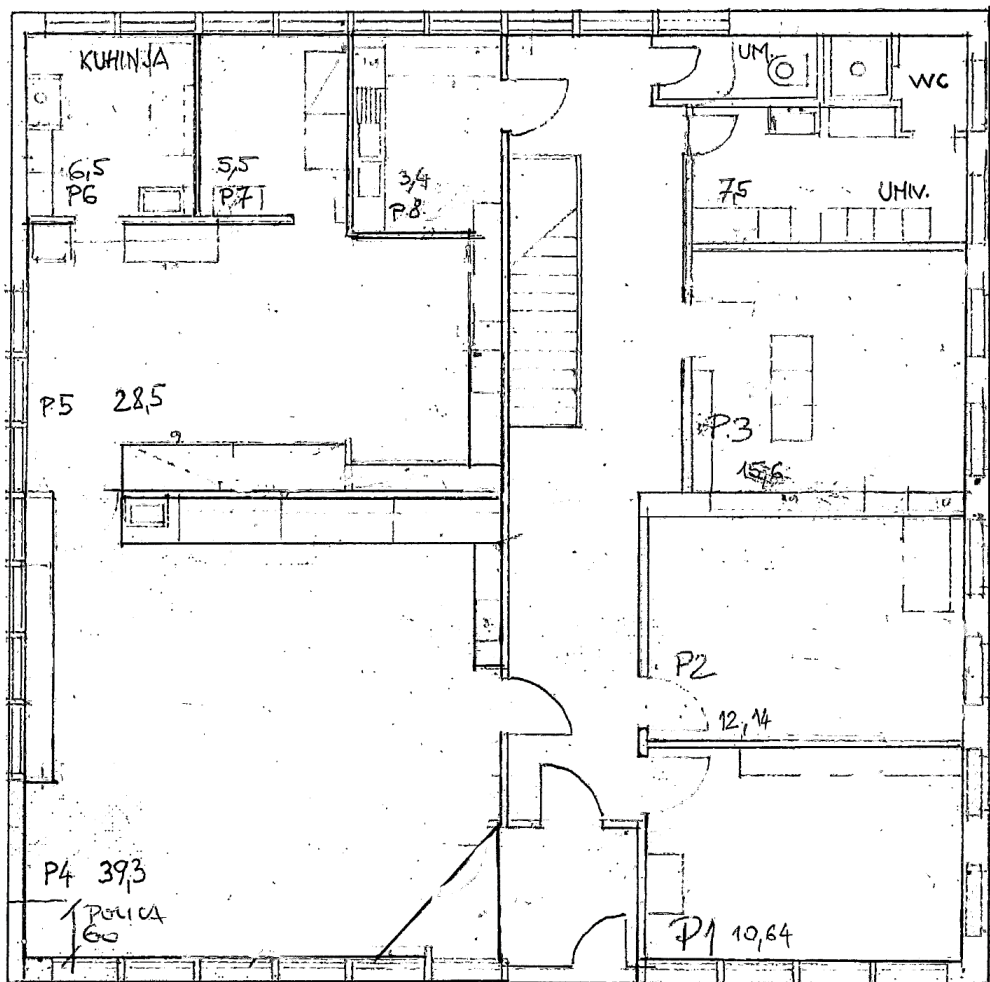 KUHINJA
UM.
WC
6,5
P6
5,5
P.7
3,4
P.8
7,5
UMIV.
P.5 28,5
P.3
15,6
P2
12,14
P4 39,3
POLICA
60
P1 10,64